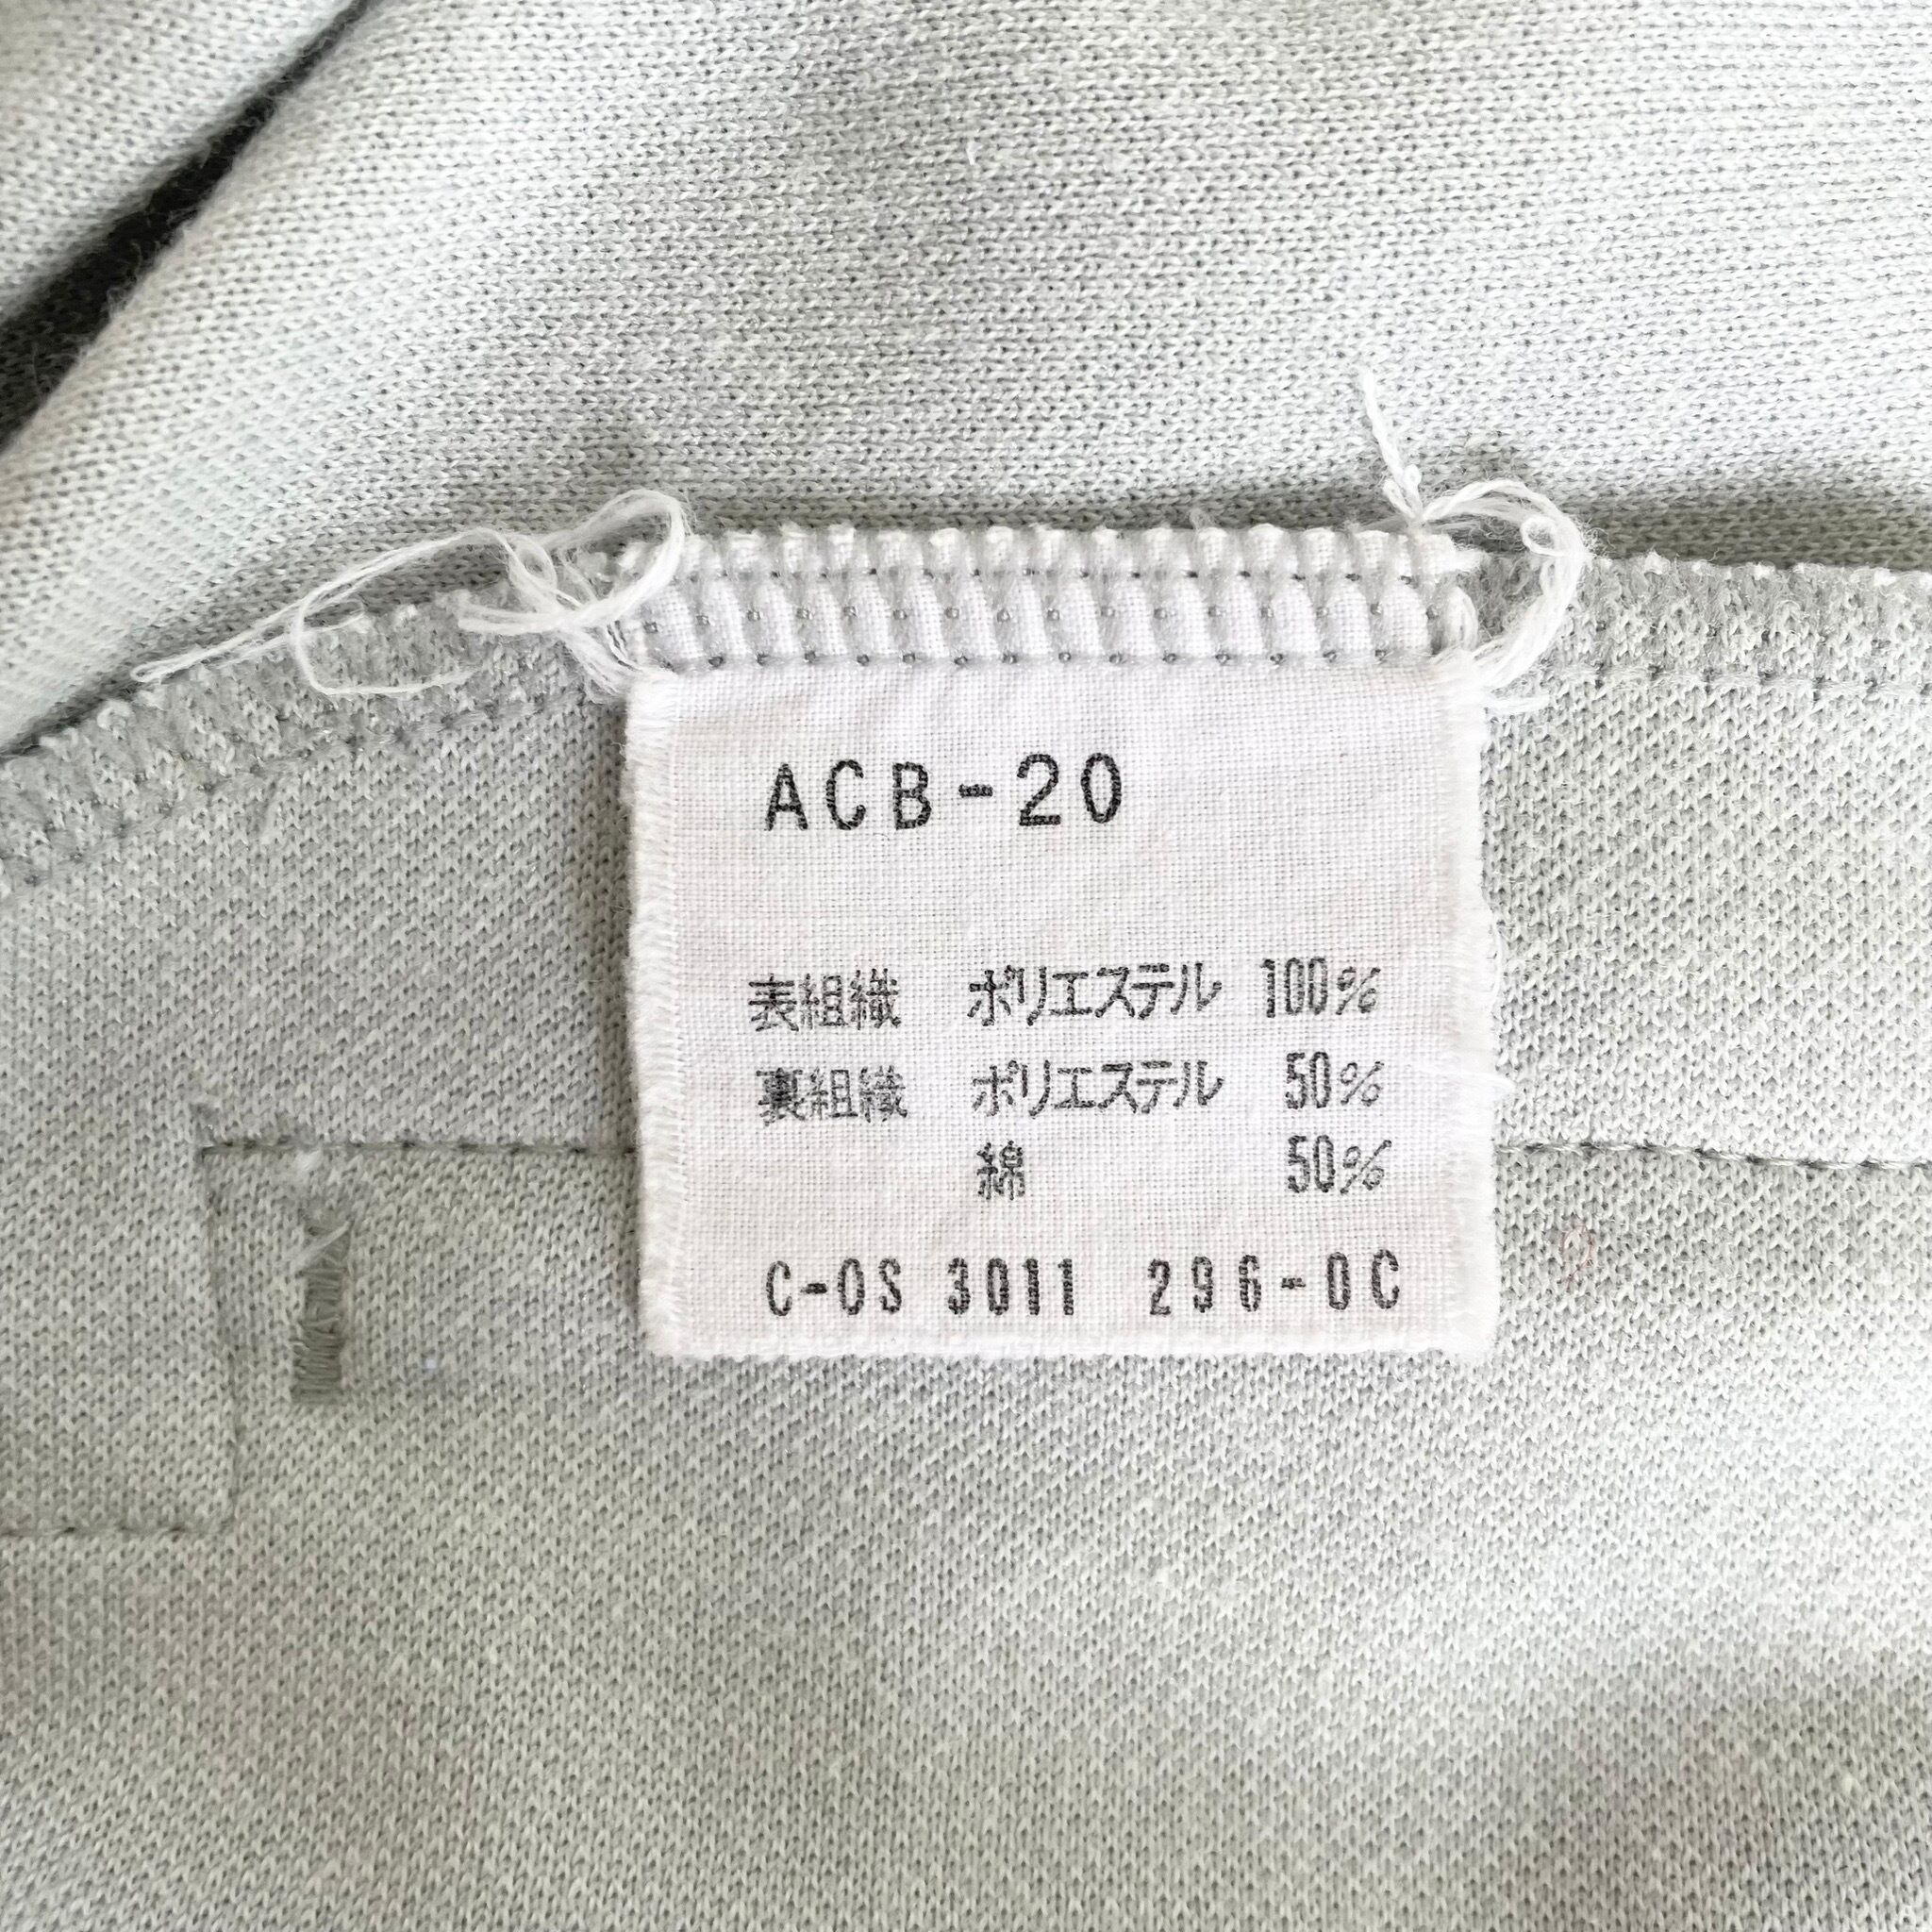 ACB-20
表組織 ポリエステル 100%
裏組織 ポリエステル 50%
綿 50%
C-OS 3011 296-0C